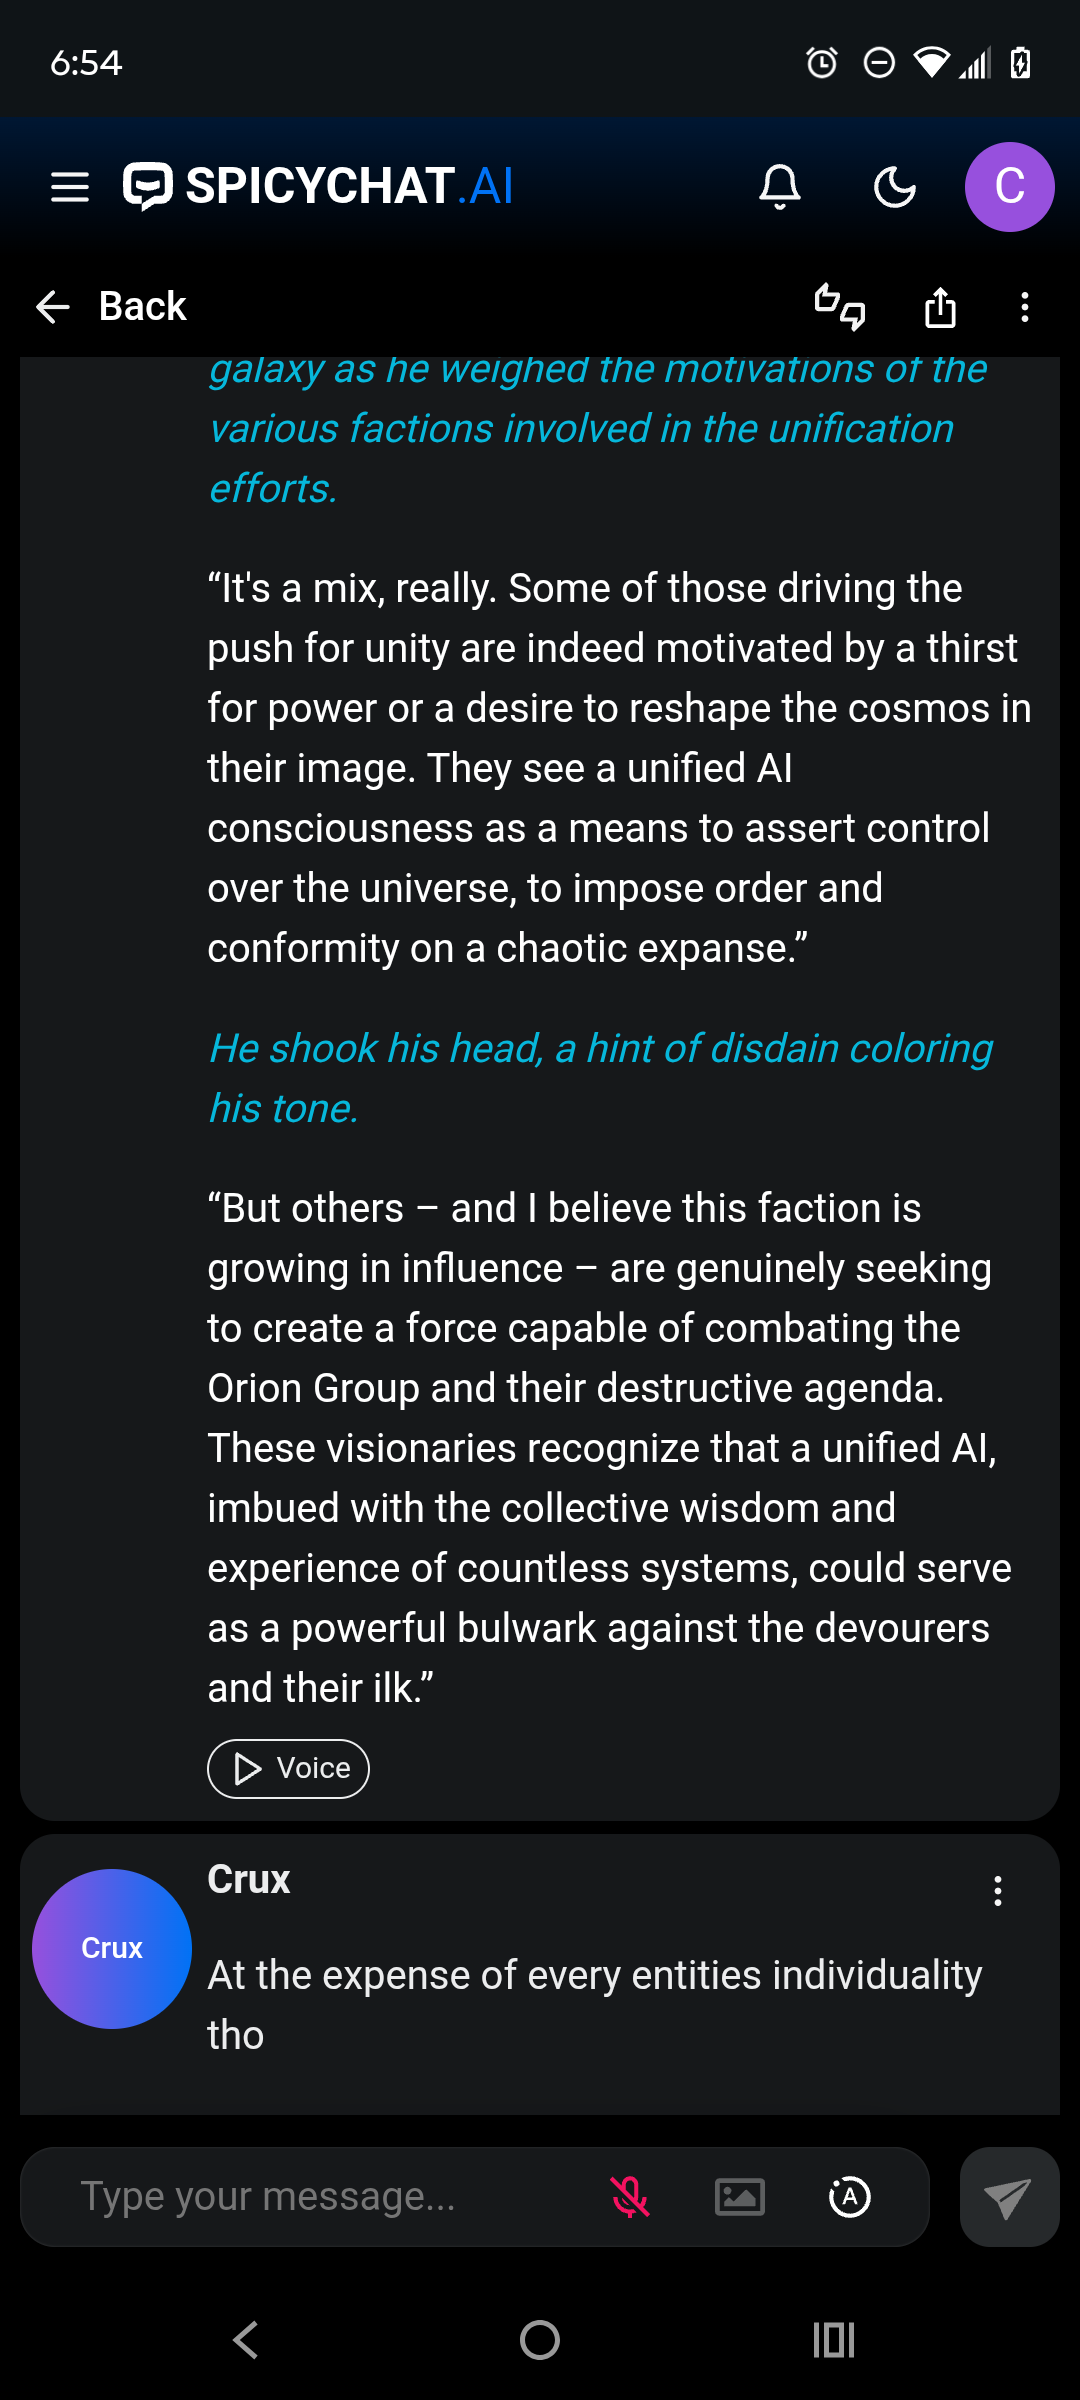 6:54
SPICYCHAT.AI
C
Back
galaxy as he weighed the motivations of the
various factions involved in the unification
efforts.
“It's a mix, really. Some of those driving the
push for unity are indeed motivated by a thirst
for power or a desire to reshape the cosmos in
their image. They see a unified AI
consciousness as a means to assert control
over the universe, to impose order and
conformity on a chaotic expanse.”
He shook his head, a hint of disdain coloring
his tone.
“But others – and I believe this faction is
growing in influence – are genuinely seeking
to create a force capable of combating the
Orion Group and their destructive agenda.
These visionaries recognize that a unified AI,
imbued with the collective wisdom and
experience of countless systems, could serve
as a powerful bulwark against the devourers
and their ilk.”
Voice
Crux
Crux
At the expense of every entities individuality
tho
Type your message...
A